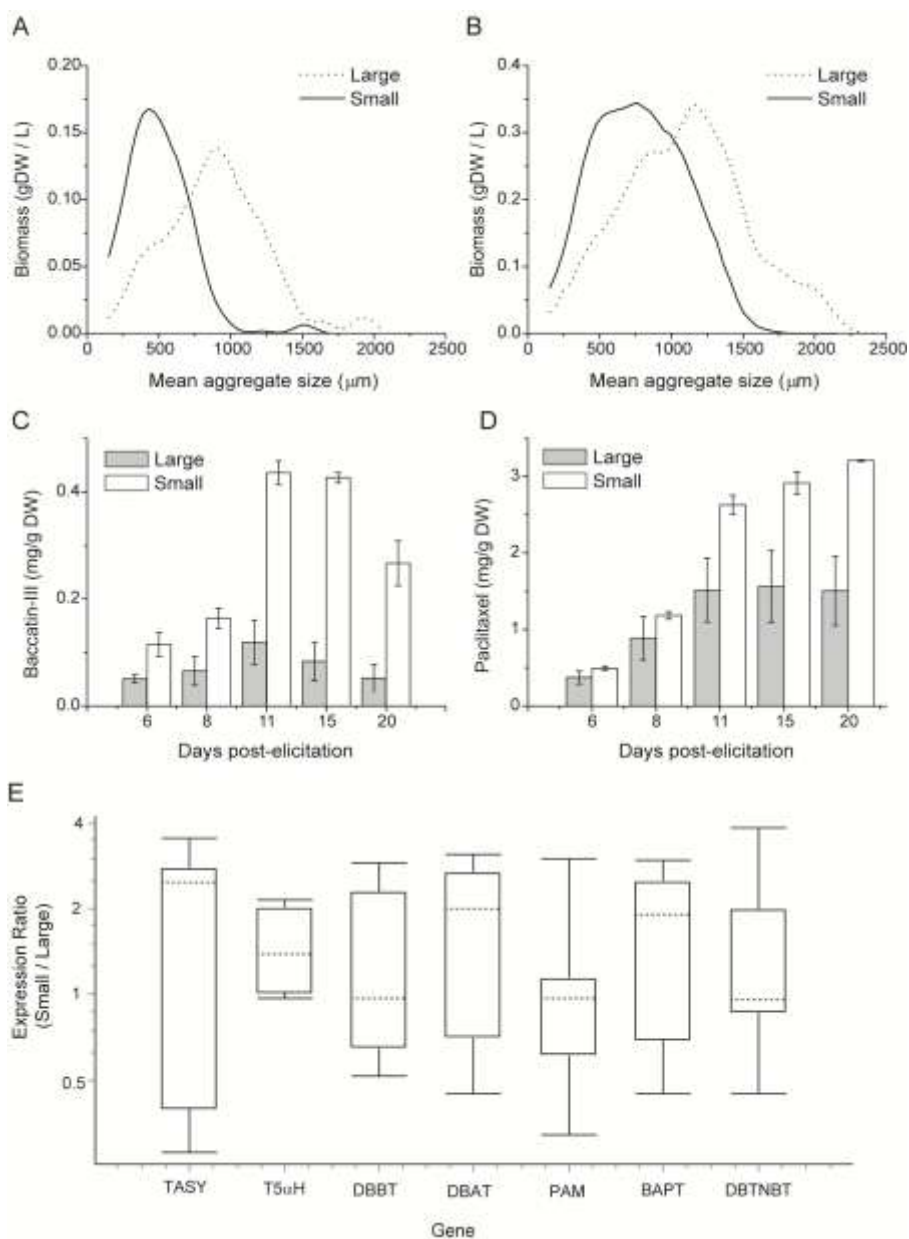 A
B
0.20
0.15
0.10
0.05
0.00
Biomass (gDW / L)
Large
Small
0 500 1000 1500 2000 2500
Mean aggregate size (μm)
0.4
0.3
0.2
0.1
0.0
Biomass (gDW / L)
Large
Small
0 500 1000 1500 2000 2500
Mean aggregate size (μm)
C
D
Large
Small
0.4
0.2
0.0
Baccatin-III (mg/g DW)
6 8 11 15 20
Days post-elicitation
Large
Small
3
2
1
0
Paclitaxel (mg/g DW)
6 8 11 15 20
Days post-elicitation
E
4
2
1
0.5
Expression Ratio
(Small / Large)
TASY T5αH DBBT DBAT PAM BAPT DBTNBT
Gene